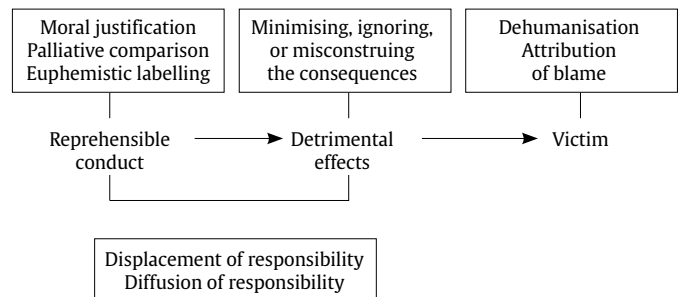 Moral justification
Palliative comparison
Euphemistic labelling
Minimising, ignoring,
or misconstruing
the consequences
Dehumanisation
Attribution
of blame
Reprehensible
conduct
Detrimental
effects
Victim
Displacement of responsibility
Diffusion of responsibility